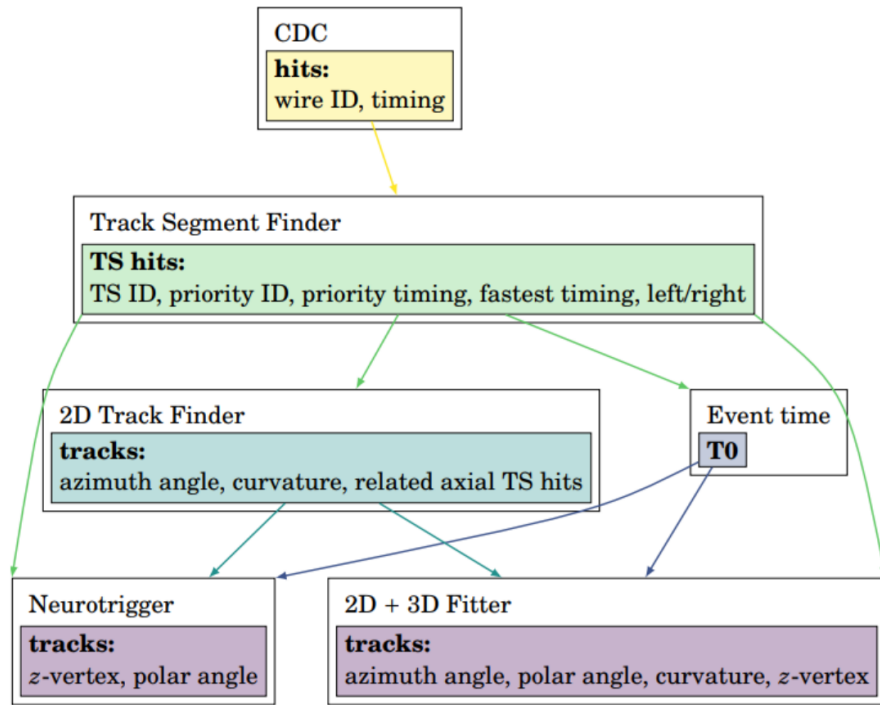 CDC
hits:
wire ID, timing
Track Segment Finder
TS hits:
TS ID, priority ID, priority timing, fastest timing, left/right
2D Track Finder
tracks:
azimuth angle, curvature, related axial TS hits
Event time
T0
Neurotrigger
tracks:
z-vertex, polar angle
2D + 3D Fitter
tracks:
azimuth angle, polar angle, curvature, z-vertex